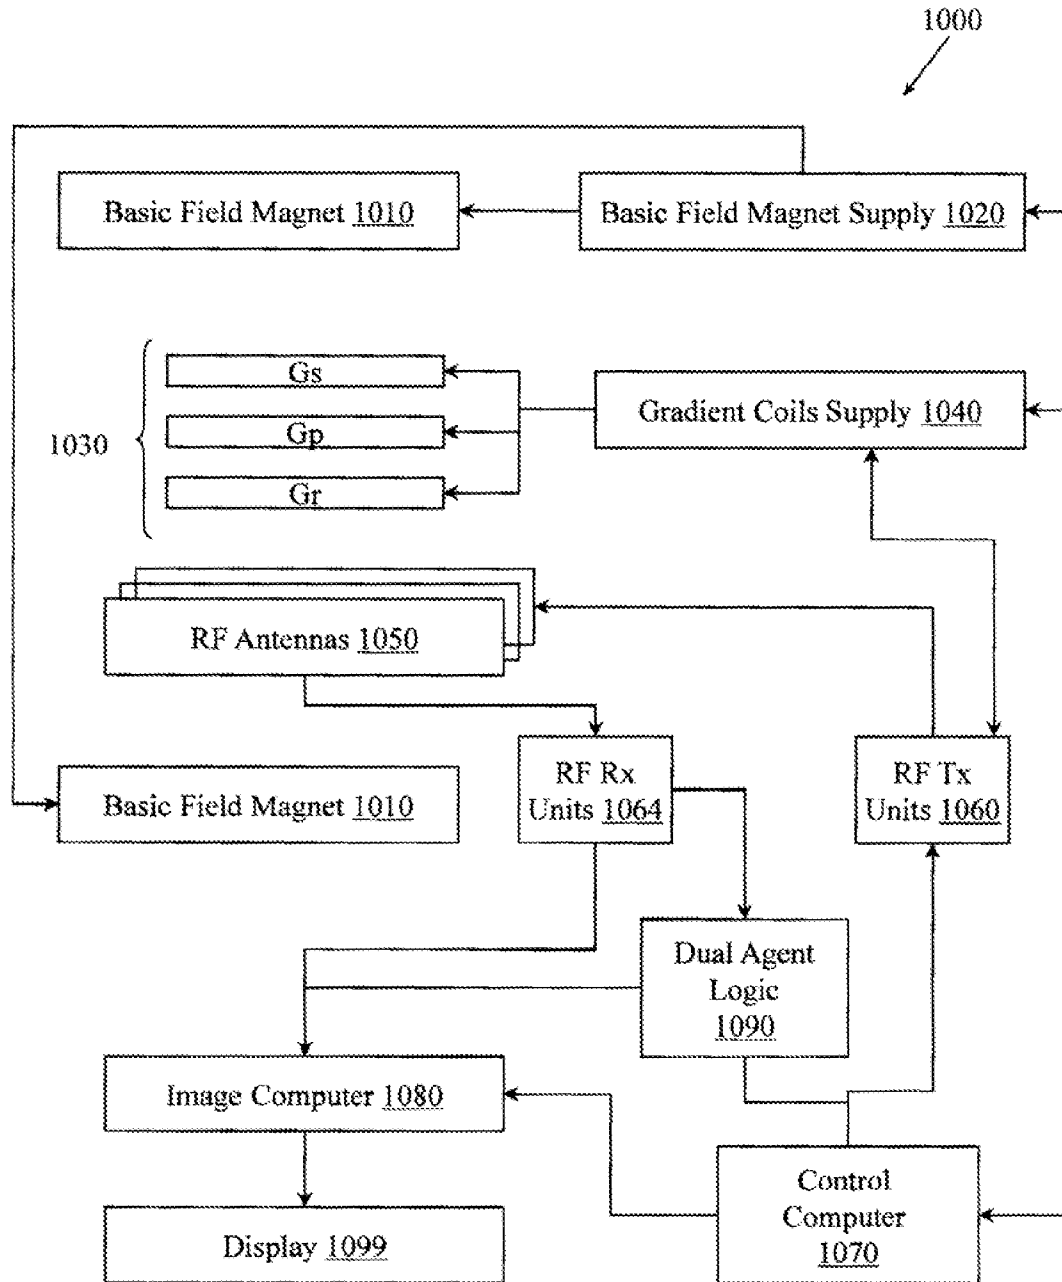 1000
Basic Field Magnet 1010
Basic Field Magnet Supply 1020
1030
Gs
Gp
Gr
Gradient Coils Supply 1040
RF Antennas 1050
Basic Field Magnet 1010
RF Rx
Units 1064
RF Tx
Units 1060
Dual Agent
Logic
1090
Image Computer 1080
Control
Computer
1070
Display 1099